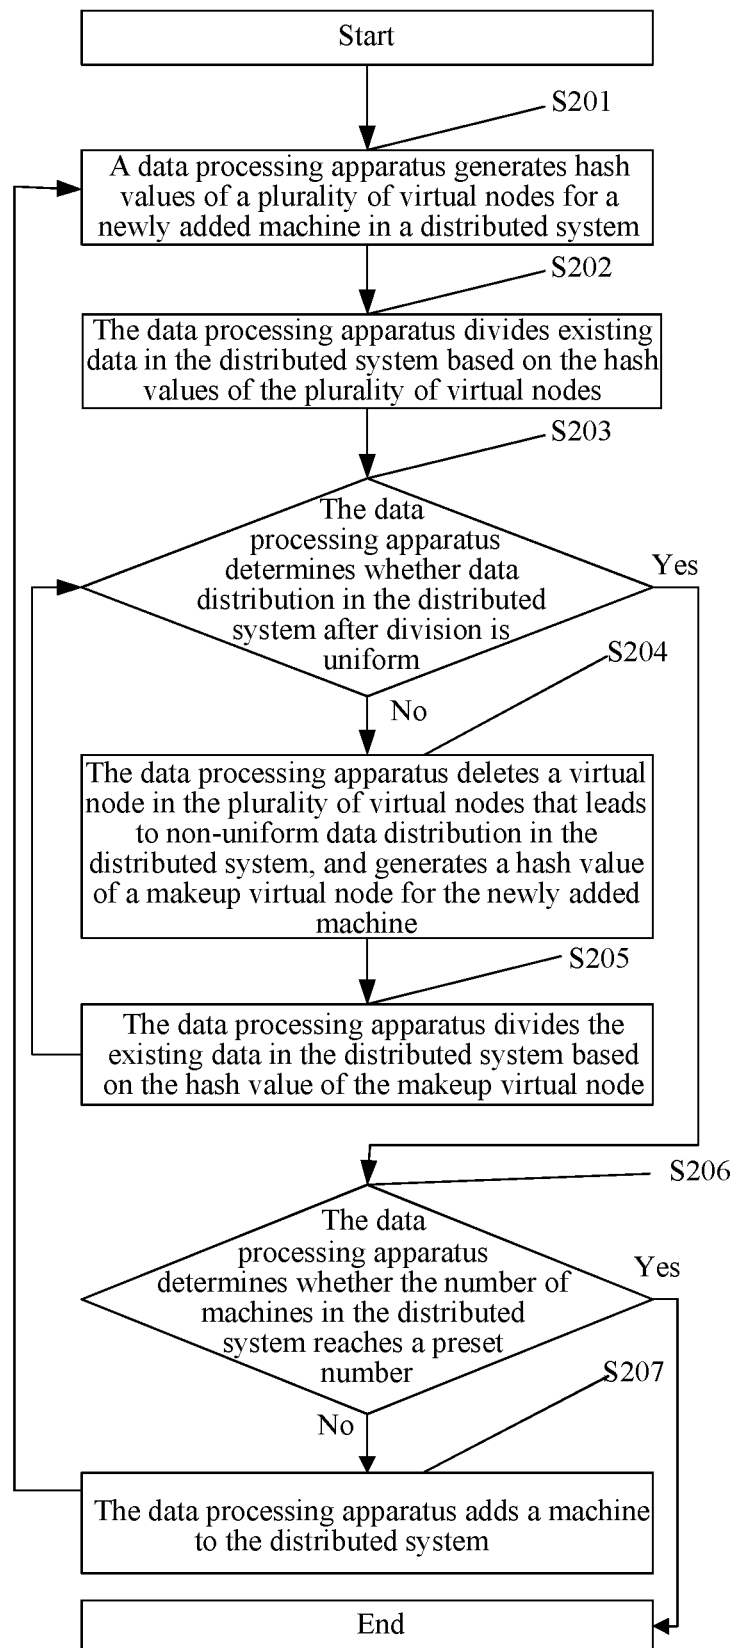 Start
S201
A data processing apparatus generates hash
values of a plurality of virtual nodes for a
newly added machine in a distributed system
S202
The data processing apparatus divides existing
data in the distributed system based on the hash
values of the plurality of virtual nodes
S203
The data
processing apparatus
determines whether data
distribution in the distributed
system after division is
uniform
Yes
S204
No
The data processing apparatus deletes a virtual
node in the plurality of virtual nodes that leads
to non-uniform data distribution in the
distributed system, and generates a hash value
of a makeup virtual node for the newly added
machine
S205
The data processing apparatus divides the
existing data in the distributed system based
on the hash value of the makeup virtual node
S206
The data
processing apparatus
determines whether the number of
machines in the distributed
system reaches a preset
number
Yes
S207
No
The data processing apparatus adds a machine
to the distributed system
End